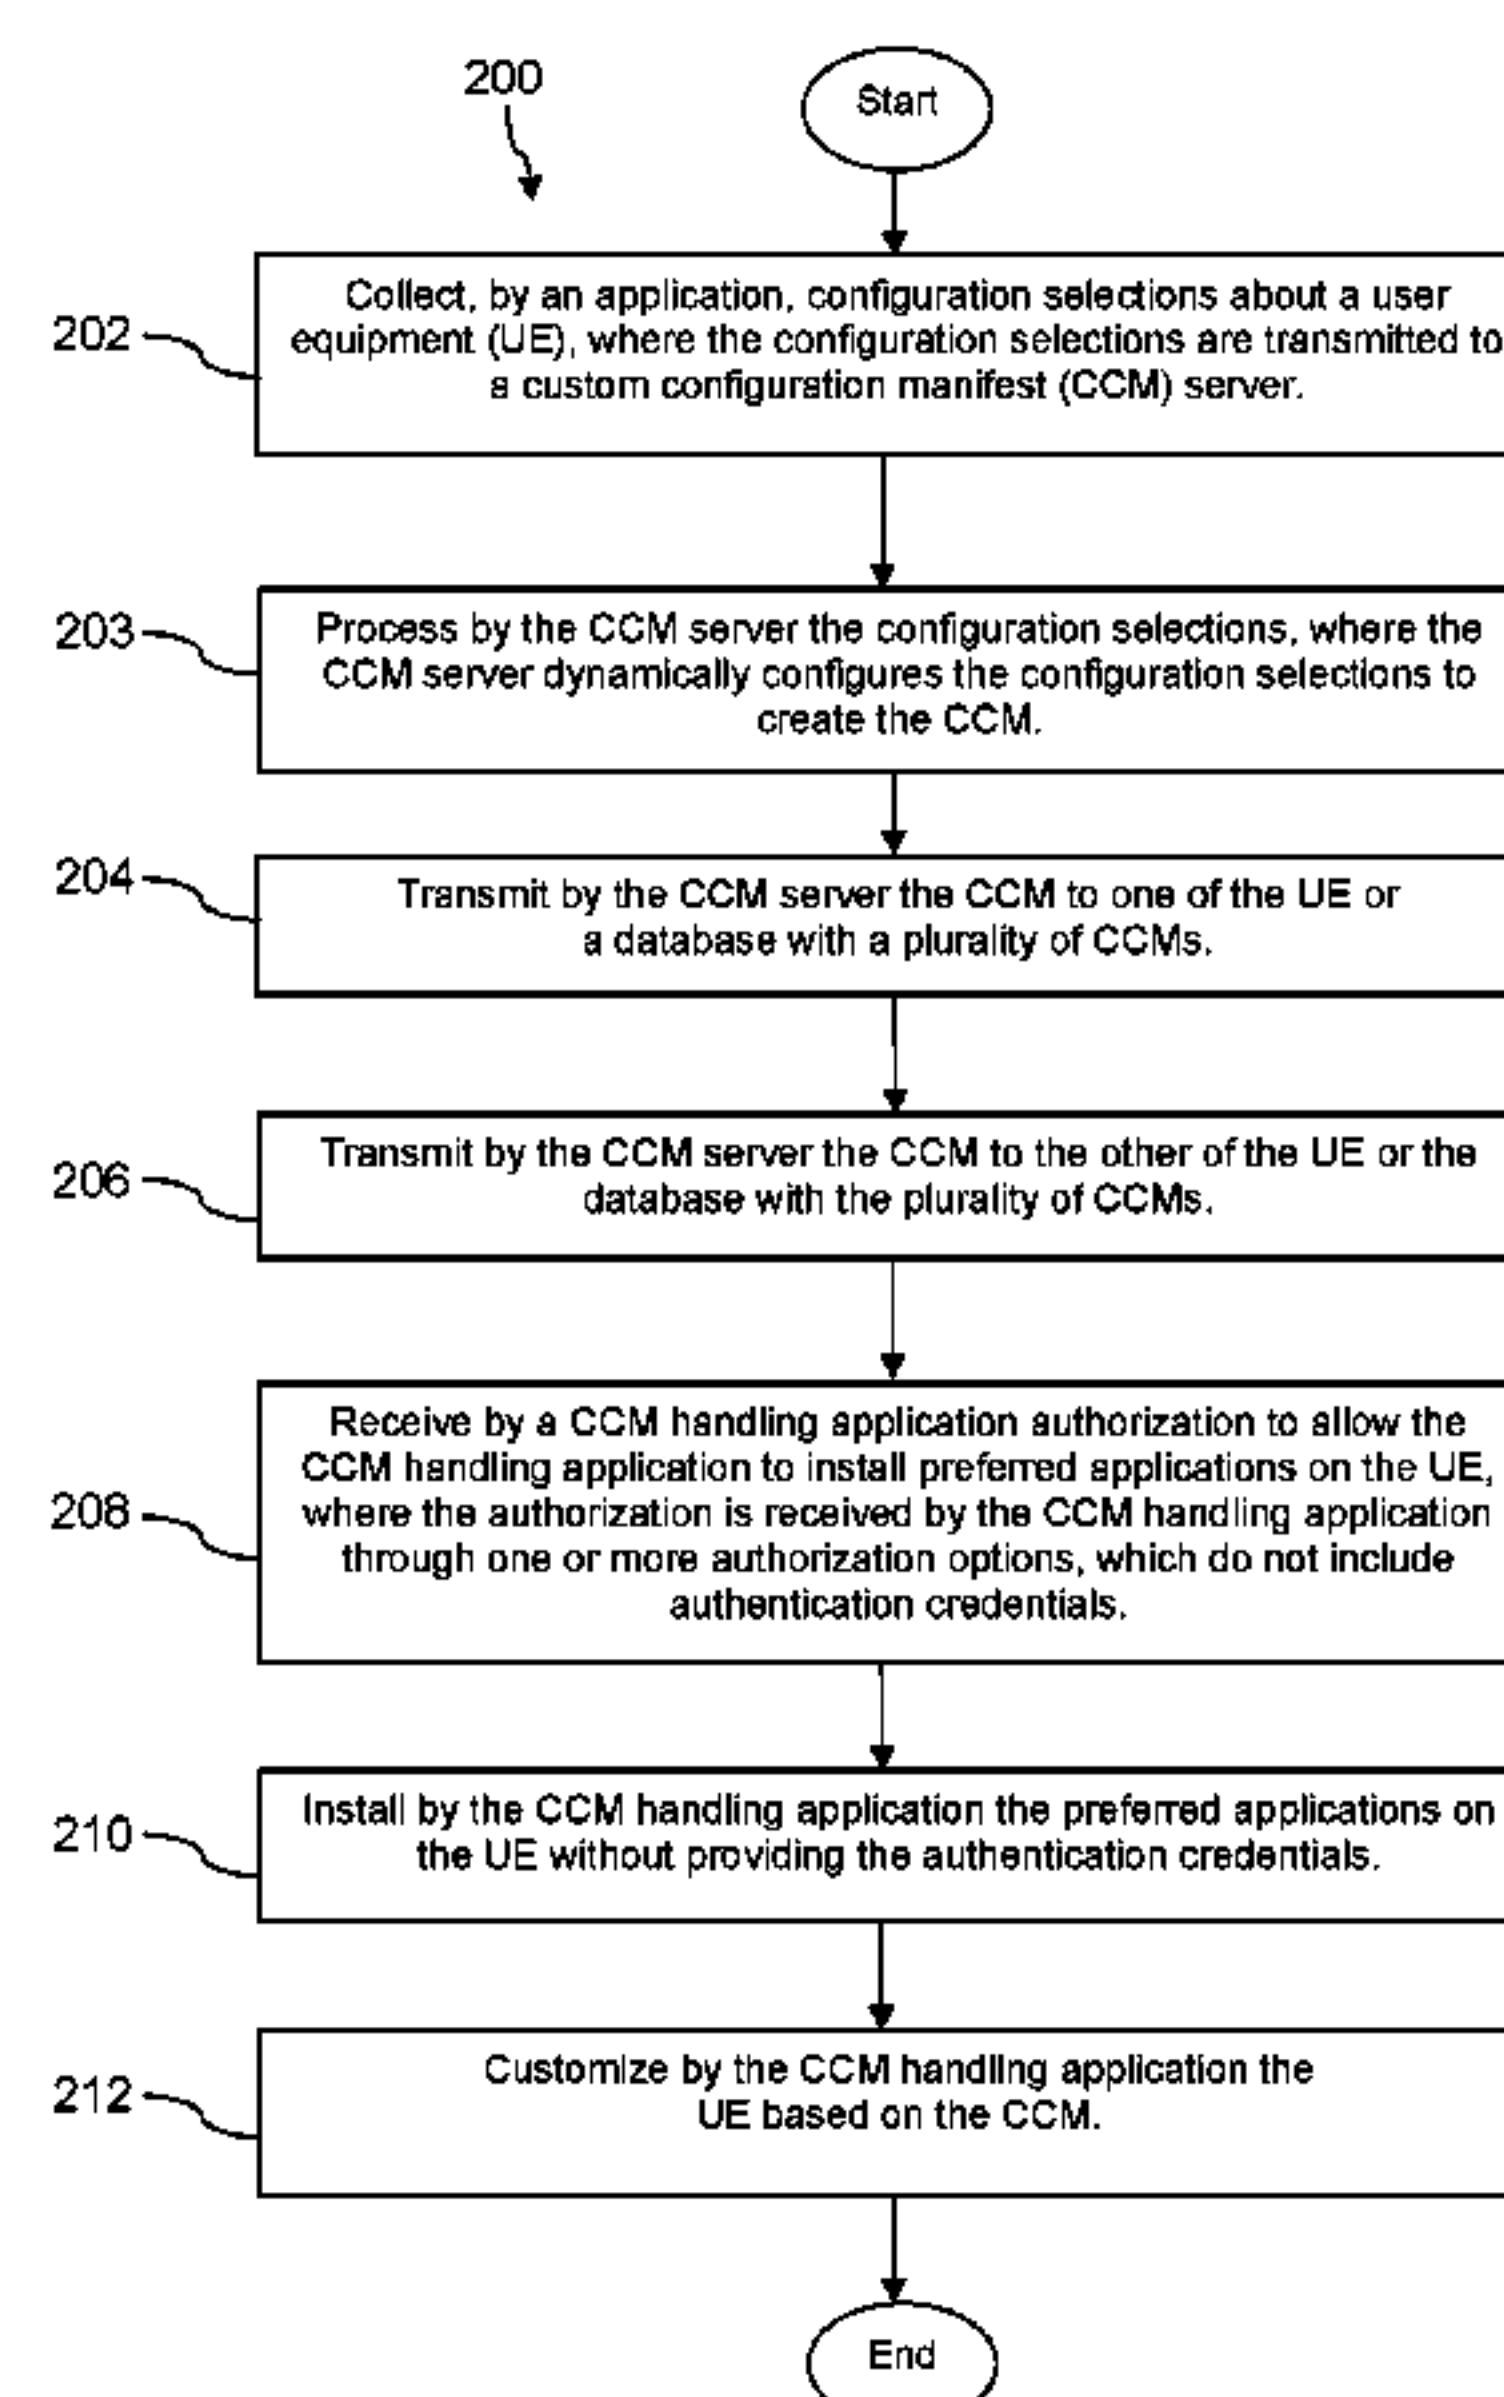 200
Start
202
Collect, by an application, configuration selections about a user
equipment (UE), where the configuration selections are transmitted to
a custom configuration manifest (CCM) server.
203
Process by the CCM server the configuration selections, where the
CCM server dynamically configures the configuration selections to
create the CCM.
204
Transmit by the CCM server the CCM to one of the UE or
a database with a plurality of CCMs.
206
Transmit by the CCM server the CCM to the other of the UE or the
database with the plurality of CCMs.
208
Receive by a CCM handling application authorization to allow the
CCM handling application to install preferred applications on the UE,
where the authorization is received by the CCM handling application
through one or more authorization options, which do not include
authentication credentials.
210
Install by the CCM handling application the preferred applications on
the UE without providing the authentication credentials.
212
Customize by the CCM handling application the
UE based on the CCM.
End